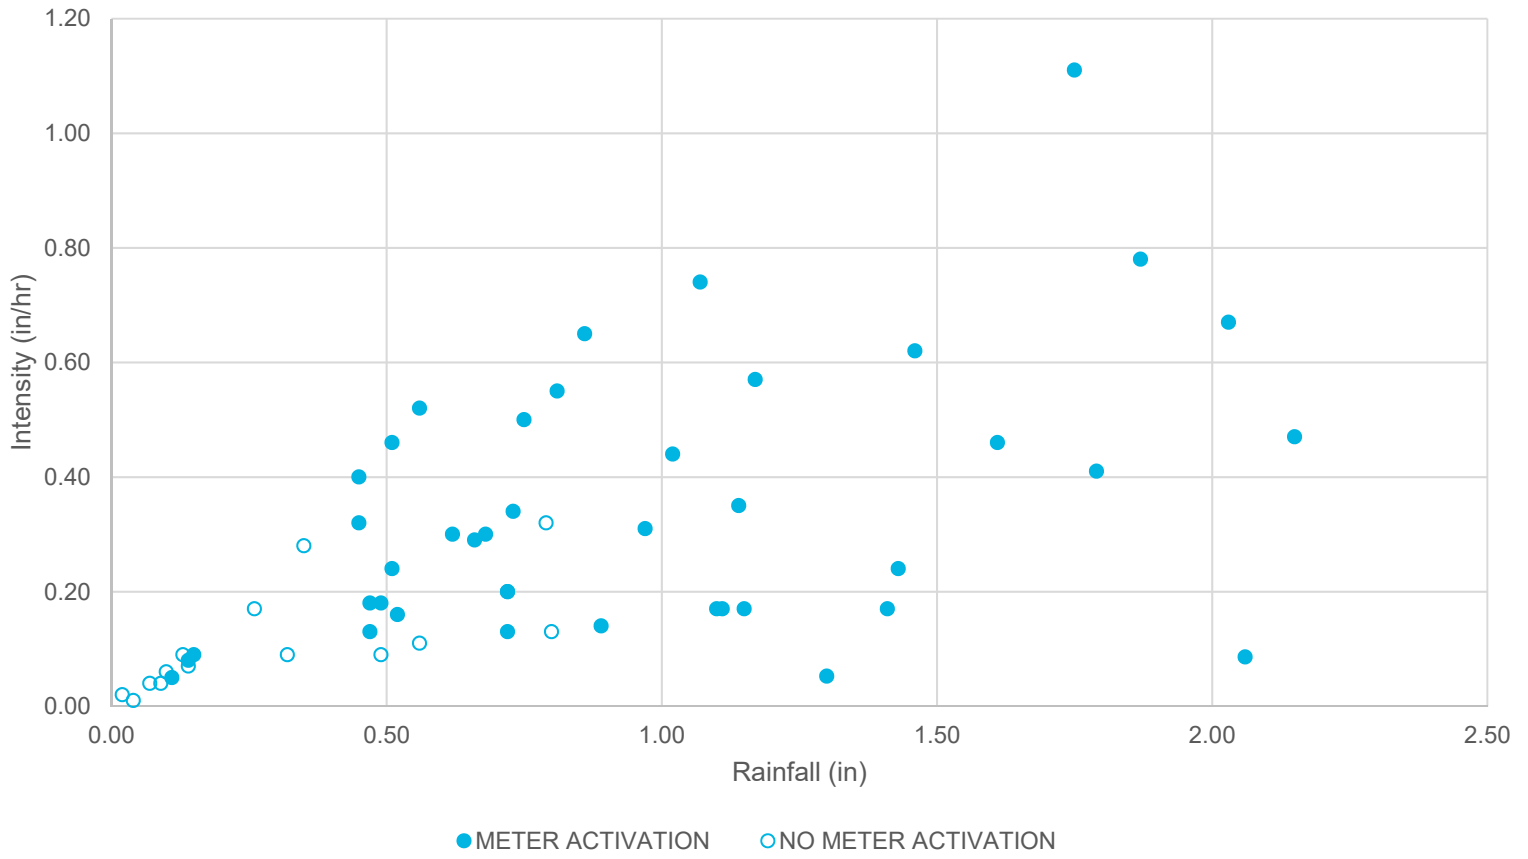 1.20
1.00
0.80
0.60
0.40
0.20
0.00
Intensity (in/hr)
0.00 0.50 1.00 1.50 2.00 2.50
Rainfall (in)
METER ACTIVATION NO METER ACTIVATION